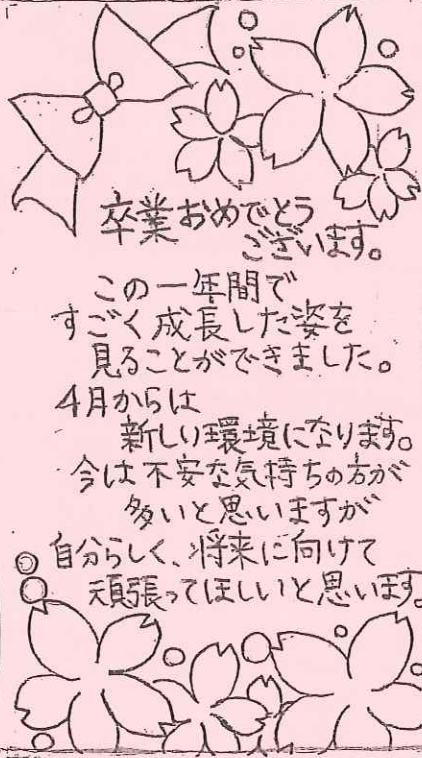 卒業おめでとう
ございます。
この一年間で
すごく成長した姿を
見ることができました。
4月からは
新しい環境になります。
今は不安な気持ちの方が
多いと思いますが
自分らしく、将来に向けて
頑張ってほしいと思います。